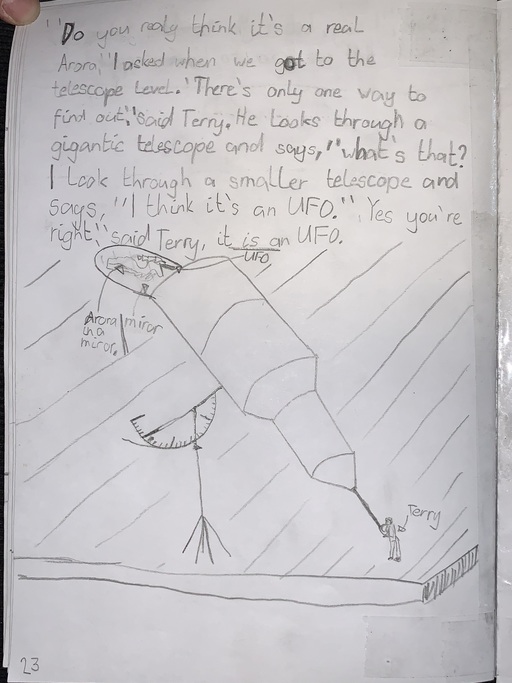 "Do you realy think it's a real
Arora,' I asked when we got to the
telescope level. 'There's only one way to
find out.' said Terry. He Looks through a
gigantic telescope and says, "what's that?
I Look through a smaller telescope and
says, "I think it's an UFO." Yes you're
right," said Terry, it is an UFO.
UFO
Arora
in a
miror.
miror
Terry
23